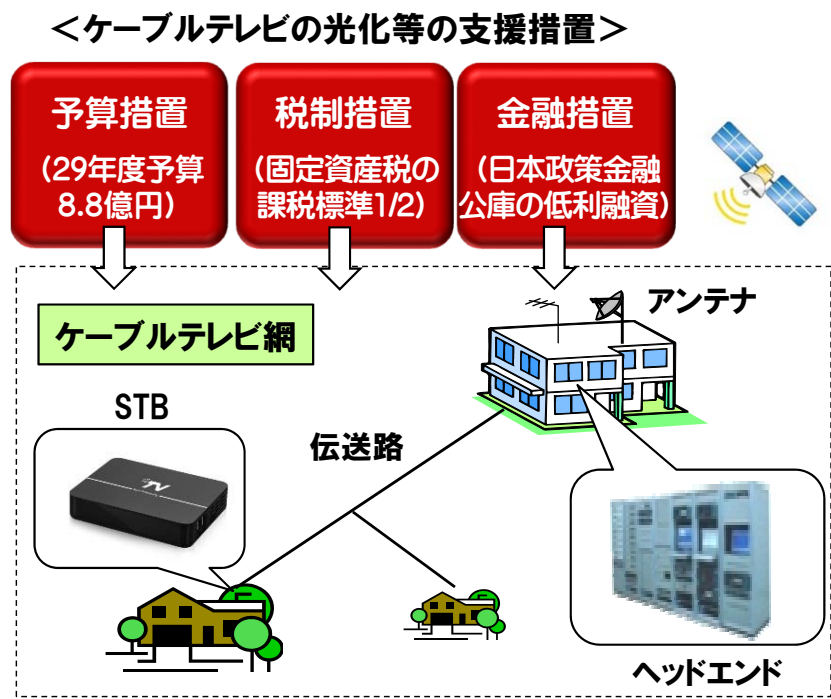 ＜ケーブルテレビの光化等の支援措置＞
予算措置
（29年度予算
8.8億円）
税制措置
（固定資産税の
課税標準1/2）
金融措置
（日本政策金融
公庫の低利融資）
アンテナ
ケーブルテレビ網
STB
TV
伝送路
ヘッドエンド